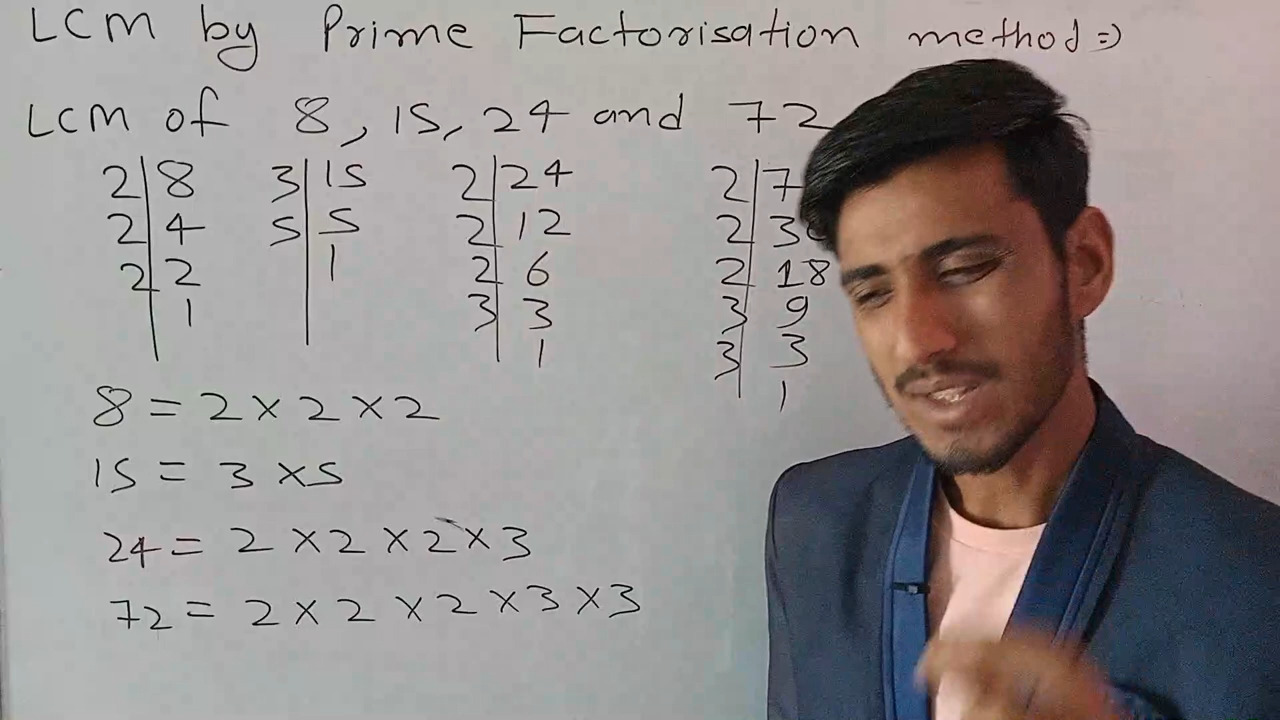 LCM by Prime Factorisation method =)
LCM of 8, 15, 24 and 72
2 8 3 15 2 24 2 7
2 4 5 5 2 12 2 3
2 2 1 2 6 2 18
1 3 3 3 9
1 3 3
1
8 = 2 × 2 × 2
15 = 3 × 5
24 = 2 × 2 × 2 × 3
72 = 2 × 2 × 2 × 3 × 3